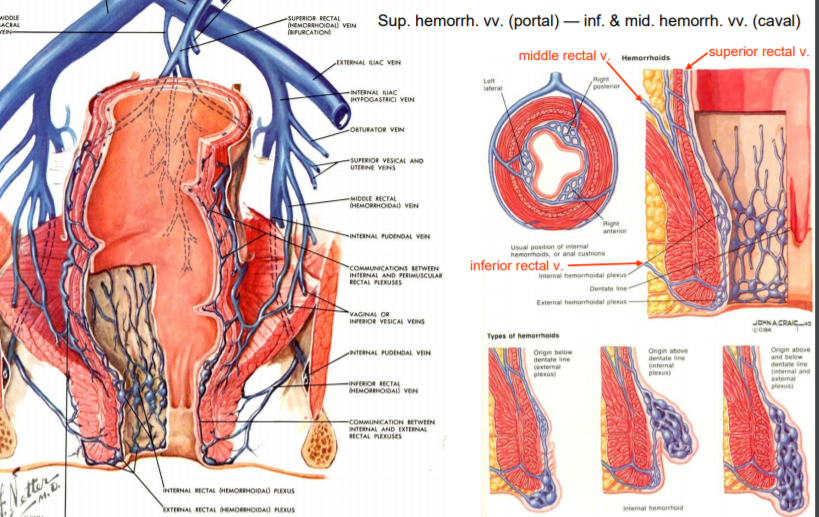 Sup. hemorrh. vv. (portal) — inf. & mid. hemorrh. vv. (caval)
MIDDLE
SACRAL
VEIN
SUPERIOR RECTAL
(HEMORRHOIDAL) VEIN
(BIFURCATION)
EXTERNAL ILIAC VEIN
INTERNAL ILIAC
(HYPOGASTRIC) VEIN
OBTURATOR VEIN
SUPERIOR VESICAL AND
UTERINE VEINS
MIDDLE RECTAL
(HEMORRHOIDAL) VEIN
INTERNAL PUDENDAL VEIN
COMMUNICATIONS BETWEEN
INTERNAL AND PERIMUSCULAR
RECTAL PLEXUSES
VAGINAL OR
INFERIOR VESICAL VEINS
INTERNAL PUDENDAL VEIN
INFERIOR RECTAL
(HEMORRHOIDAL) VEIN
COMMUNICATION BETWEEN
INTERNAL AND EXTERNAL
RECTAL PLEXUSES
INTERNAL RECTAL (HEMORRHOIDAL) PLEXUS
EXTERNAL RECTAL (HEMORRHOIDAL) PLEXUS
f. Netter
M.D.
middle rectal v.
Hemorrhoids
superior rectal v.
Left
lateral
Right
posterior
Right
anterior
Usual position of internal
hemorrhoids, or anal cushions
inferior rectal v.
Internal hemorrhoidal plexus
Dentate line
External hemorrhoidal plexus
JOHN A. CRAIG
© CIBA
Types of hemorrhoids
Origin below
dentate line
(external
plexus)
Origin above
dentate line
(internal
plexus)
Origin above
and below
dentate line
(internal and
external
plexus)
Internal hemorrhoid